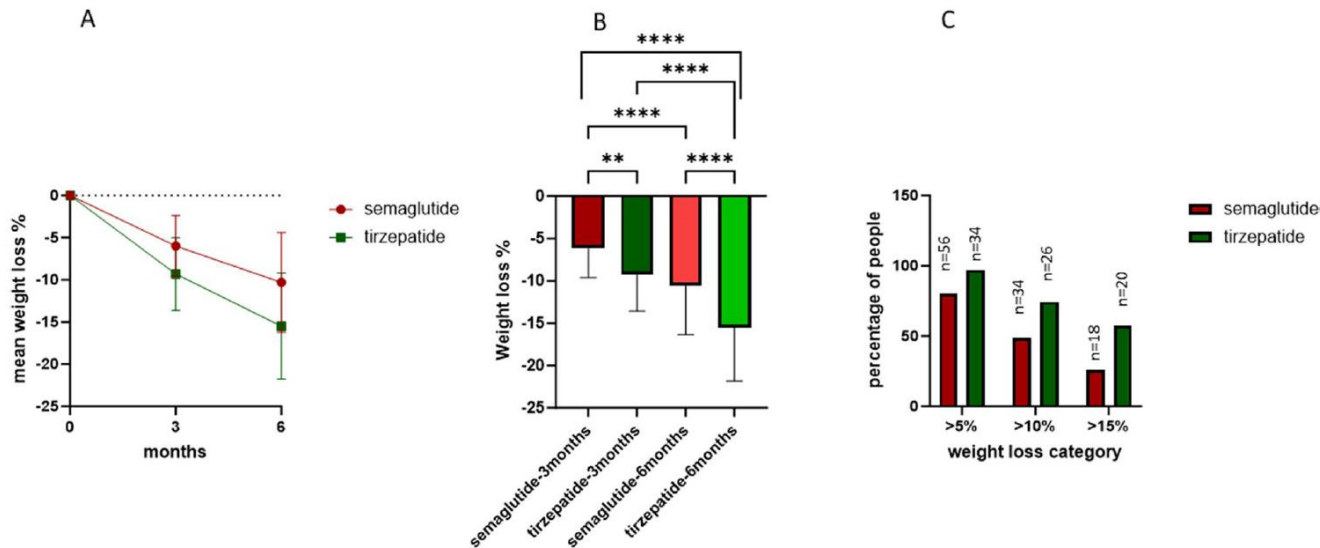 A
mean weight loss %
0
-5
-10
-15
-20
-25
0
3
6
months
semaglutide
tirzepatide
B
****
****
****
**
****
Weight loss %
0
-5
-10
-15
-20
-25
semaglutide-3months
tirzepatide-3months
semaglutide-6months
tirzepatide-6months
C
percentage of people
150
100
50
0
n=56
n=34
n=34
n=26
n=18
n=20
>5%
>10%
>15%
weight loss category
semaglutide
tirzepatide